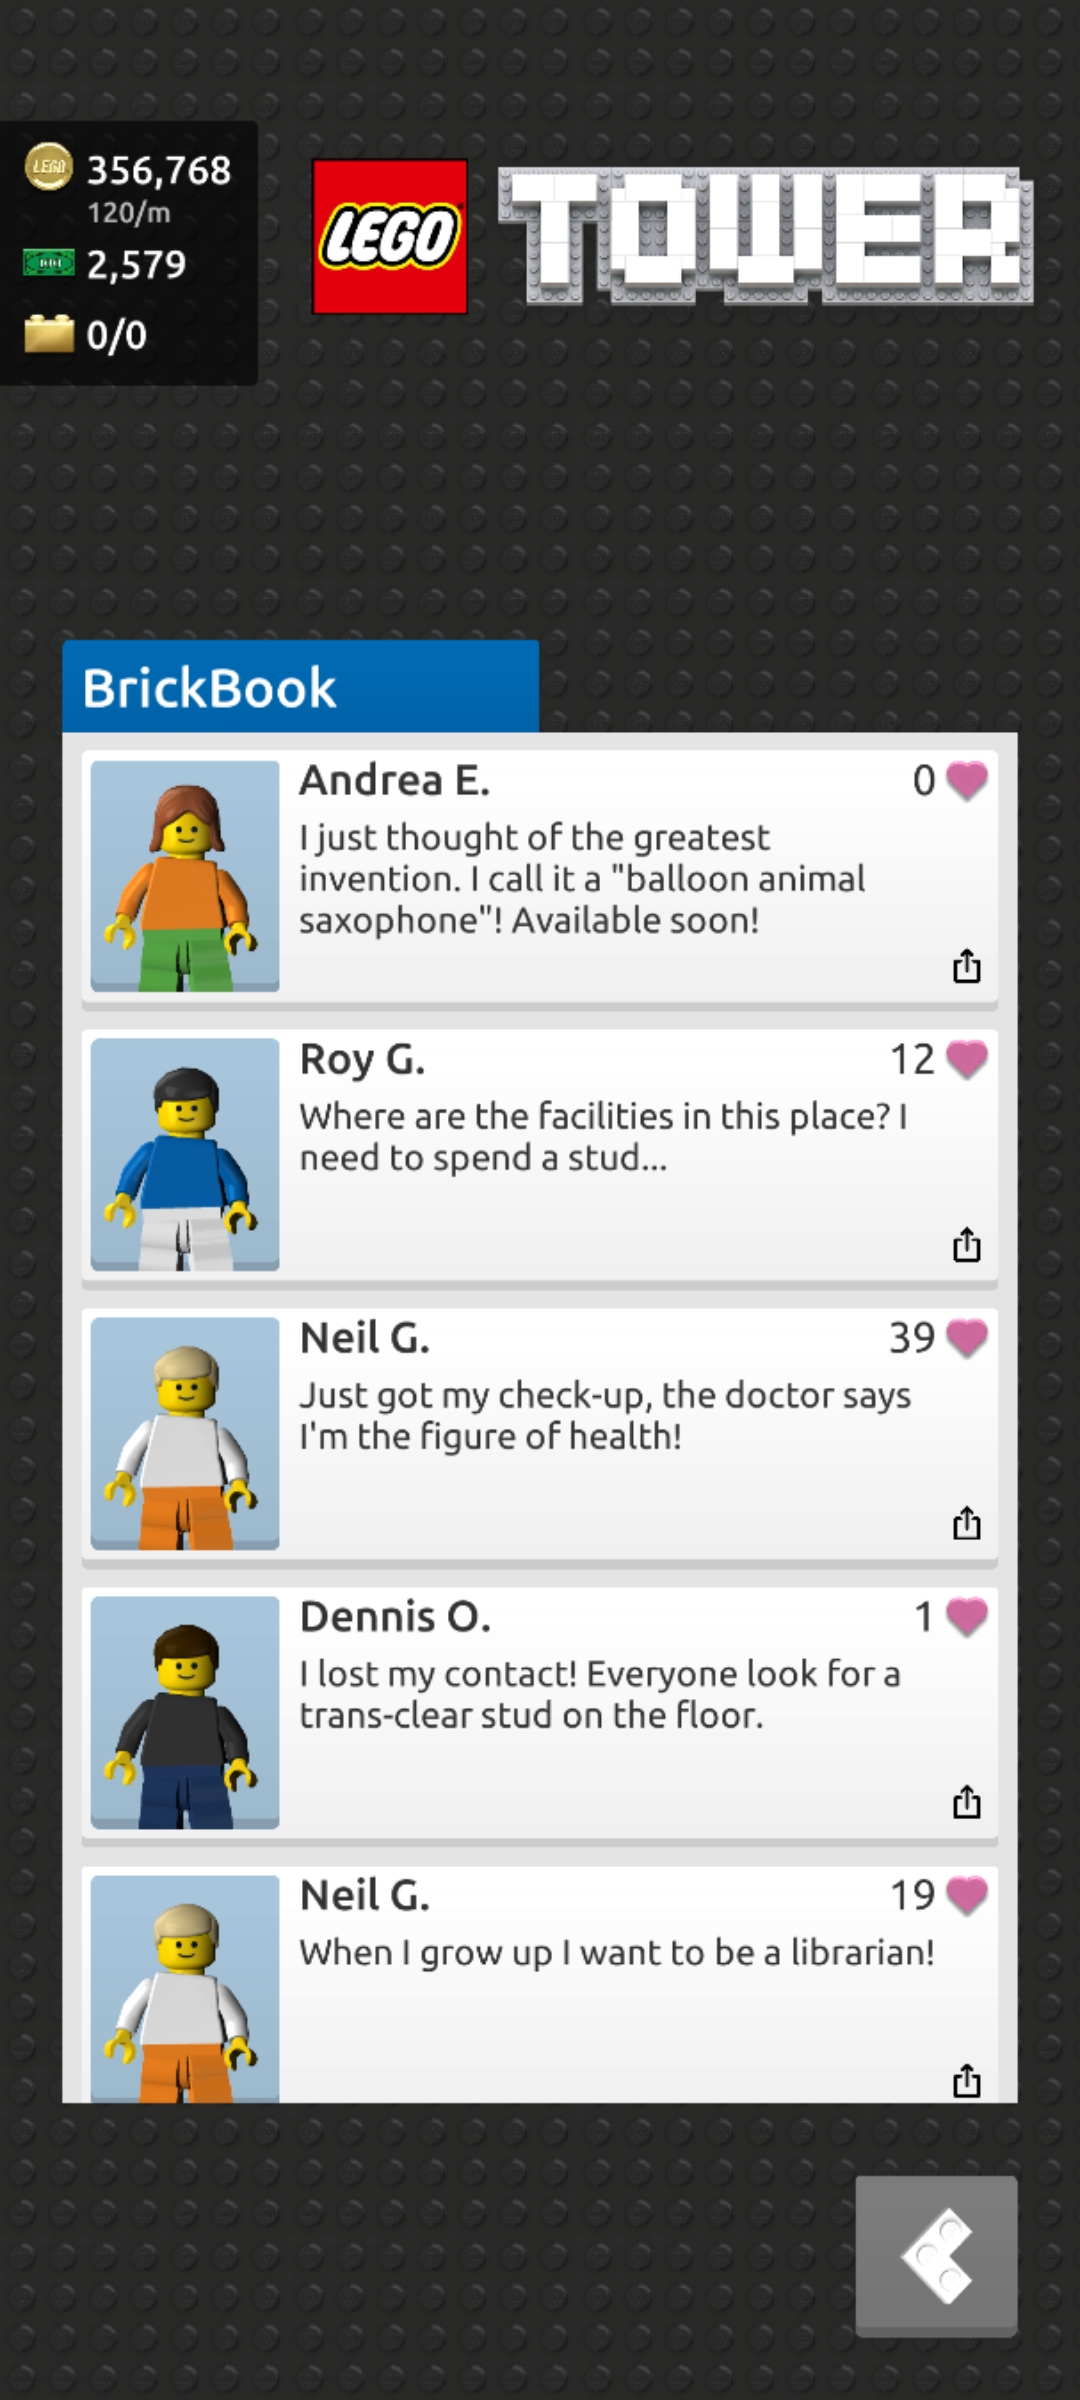 LEGO
356,768
120/m
2,579
0/0
LEGO
TOWER
BrickBook
Andrea E.
0
I just thought of the greatest
invention. I call it a "balloon animal
saxophone"! Available soon!
Roy G.
12
Where are the facilities in this place? I
need to spend a stud...
Neil G.
39
Just got my check-up, the doctor says
I'm the figure of health!
Dennis O.
1
I lost my contact! Everyone look for a
trans-clear stud on the floor.
Neil G.
19
When I grow up I want to be a librarian!